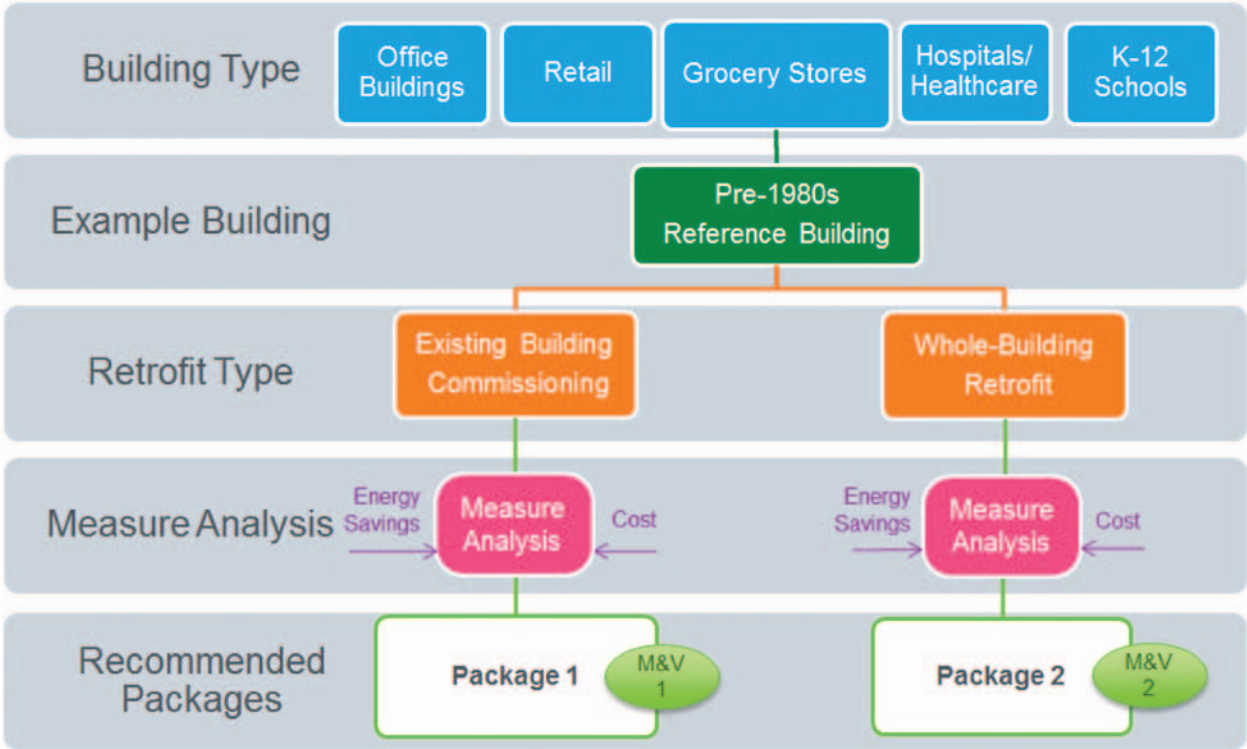 Building Type
Office
Buildings
Retail
Grocery Stores
Hospitals/
Healthcare
K-12
Schools
Example Building
Pre-1980s
Reference Building
Retrofit Type
Existing Building
Commissioning
Whole-Building
Retrofit
Measure Analysis
Energy
Savings
Measure
Analysis
Cost
Energy
Savings
Measure
Analysis
Cost
Recommended
Packages
Package 1
M&V
1
Package 2
M&V
2